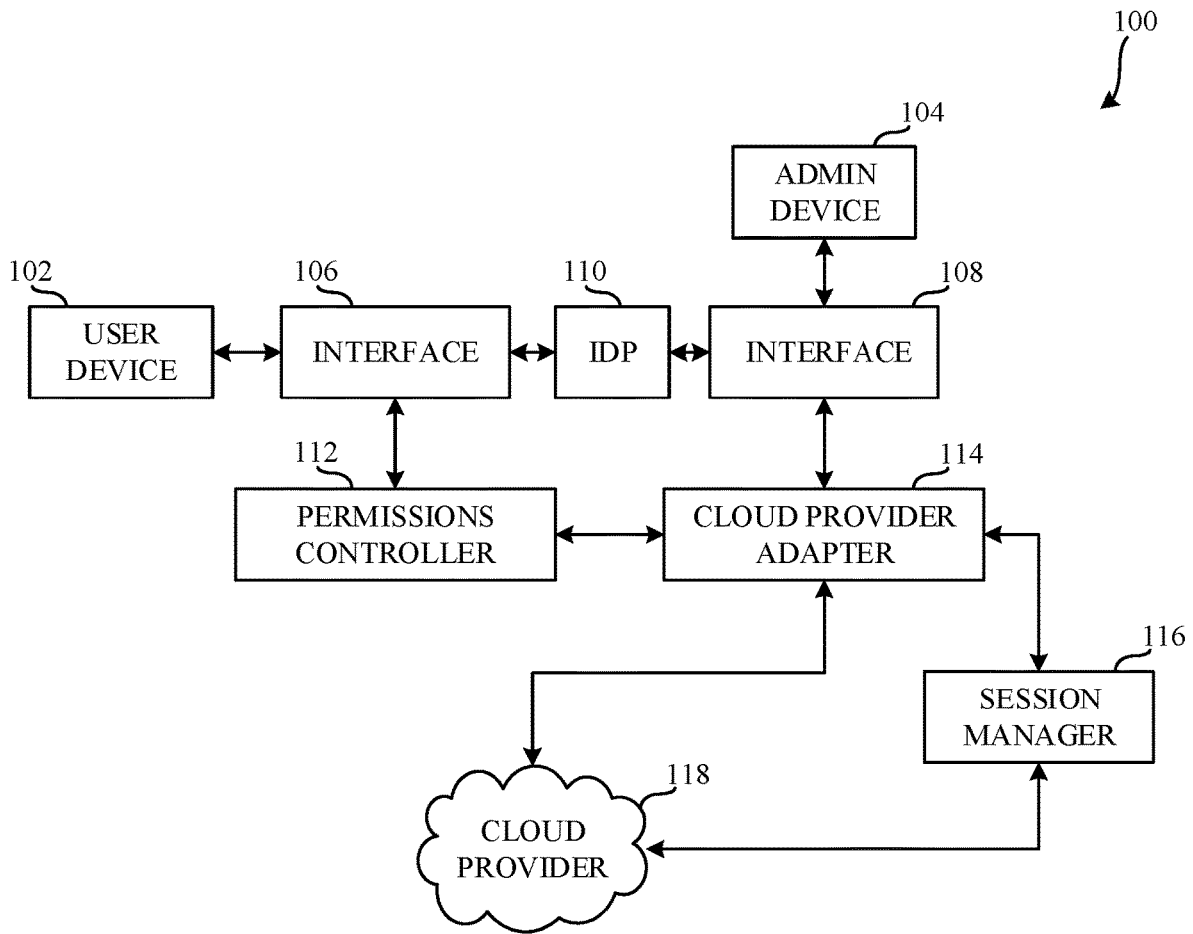 100
104
ADMIN
DEVICE
102
106
110
108
USER
DEVICE
INTERFACE
IDP
INTERFACE
112
114
PERMISSIONS
CONTROLLER
CLOUD PROVIDER
ADAPTER
116
SESSION
MANAGER
118
CLOUD
PROVIDER